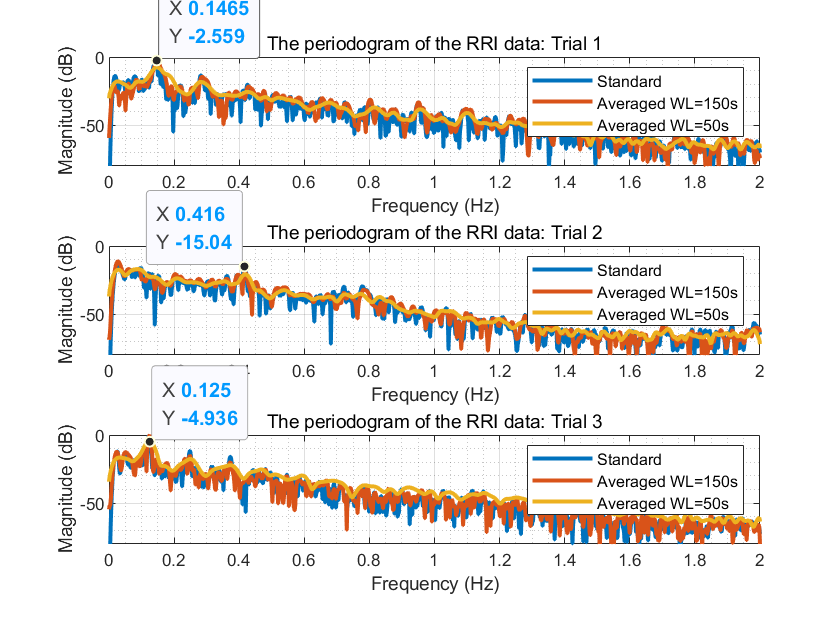 X 0.1465
Y -2.559
The periodogram of the RRI data: Trial 1
Magnitude (dB)
0
-50
Standard
Averaged WL=150s
Averaged WL=50s
0 0.2 0.4 0.6 0.8 1 1.2 1.4 1.6 1.8 2
Frequency (Hz)
X 0.416
Y -15.04
The periodogram of the RRI data: Trial 2
Magnitude (dB)
0
-50
Standard
Averaged WL=150s
Averaged WL=50s
0 0.6 0.8 1 1.2 1.4 1.6 1.8 2
Frequency (Hz)
X 0.125
Y -4.936
The periodogram of the RRI data: Trial 3
Magnitude (dB)
0
-50
Standard
Averaged WL=150s
Averaged WL=50s
0 0.2 0.4 0.6 0.8 1 1.2 1.4 1.6 1.8 2
Frequency (Hz)